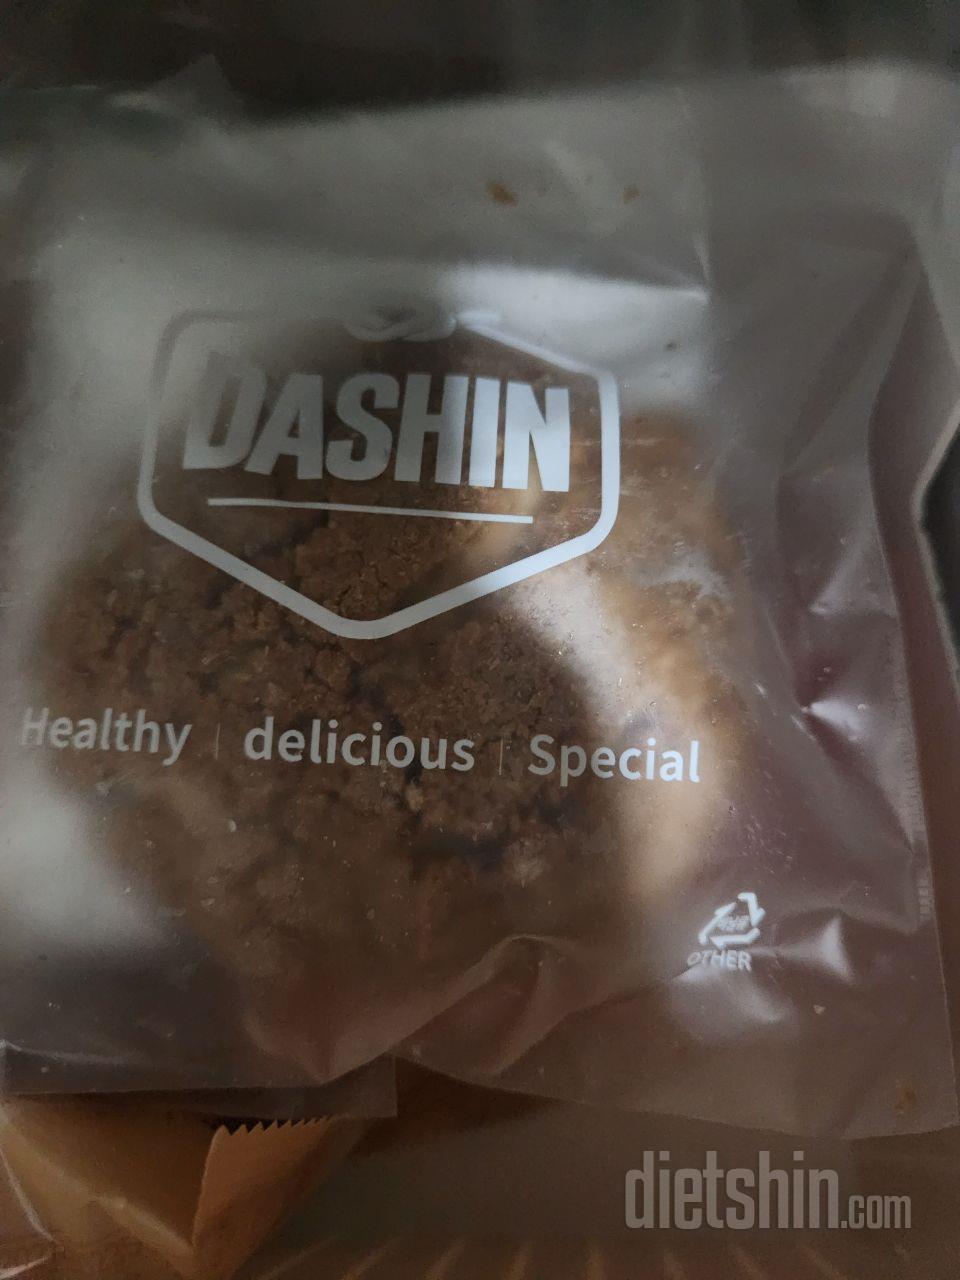 DASHIN
Healthy | delicious | Special
OTHER
dietshin.com